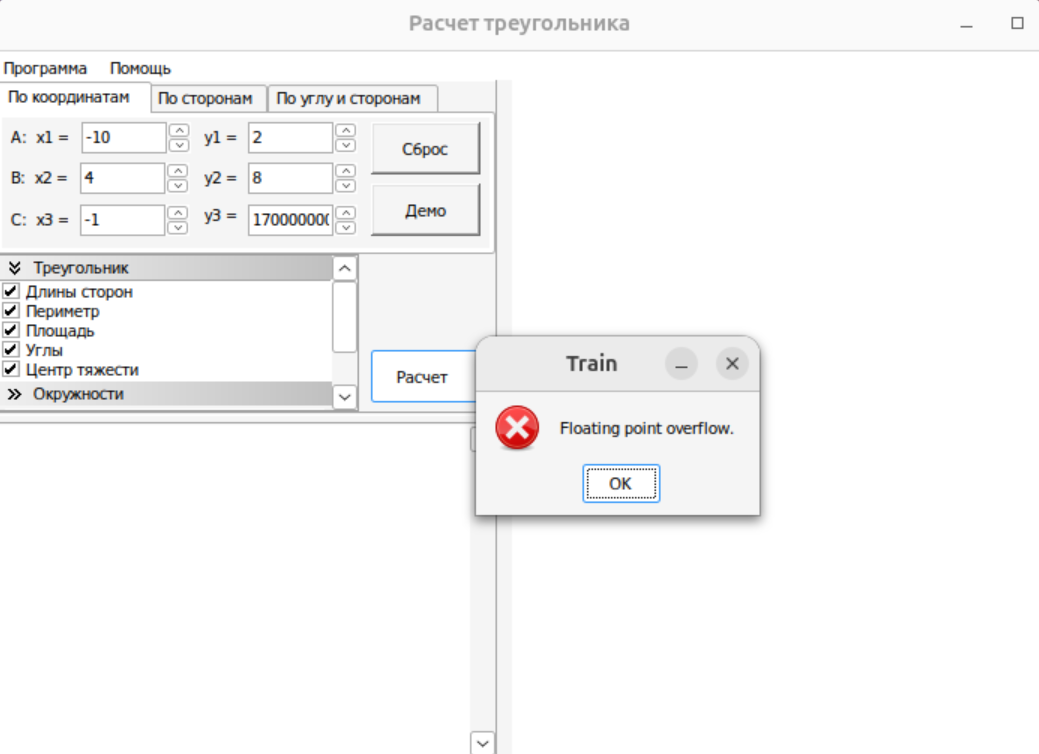 Расчет треугольника
Программа Помощь
По координатам По сторонам По углу и сторонам
A: x1 = -10 y1 = 2
B: x2 = 4 y2 = 8
C: x3 = -1 y3 = 17000000(
Сброс
Демо
Треугольник
Длины сторон
Периметр
Площадь
Углы
Центр тяжести
Окружности
Расчет
Train
Floating point overflow.
OK